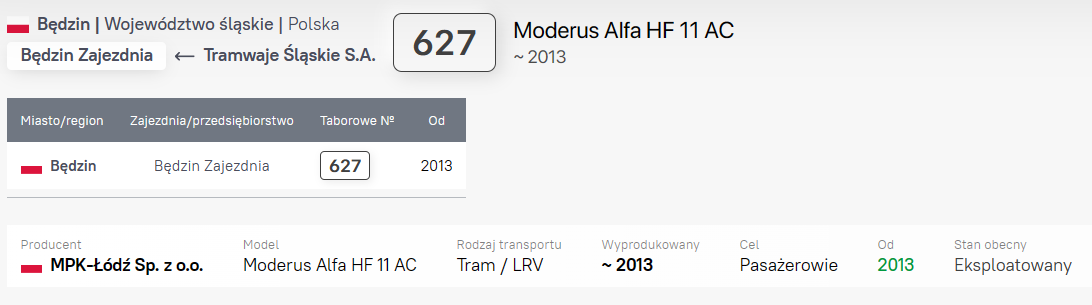 Będzin | Województwo śląskie | Polska
Będzin Zajezdnia ← Tramwaje Śląskie S.A.
627
Moderus Alfa HF 11 AC
~ 2013
Miasto/region Zajezdnia/przedsiębiorstwo Taborowe № Od
Będzin Będzin Zajezdnia 627 2013
Producent Model Rodzaj transportu Wyprodukowany Cel Od Stan obecny
MPK-Łódź Sp. z o.o. Moderus Alfa HF 11 AC Tram / LRV ~ 2013 Pasażerowie 2013 Eksploatowany